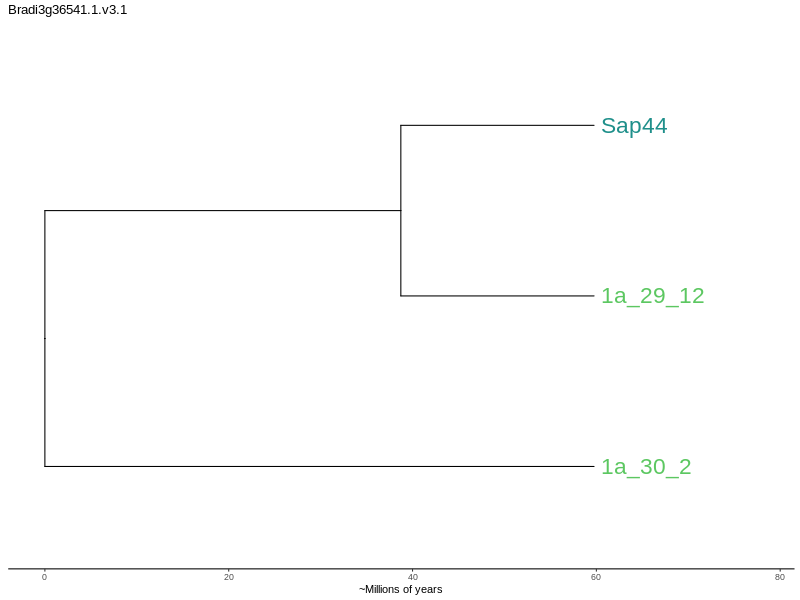 Bradi3g36541.1.v3.1
Sap44
1a_29_12
1a_30_2
0 20 40 60 80
~Millions of years